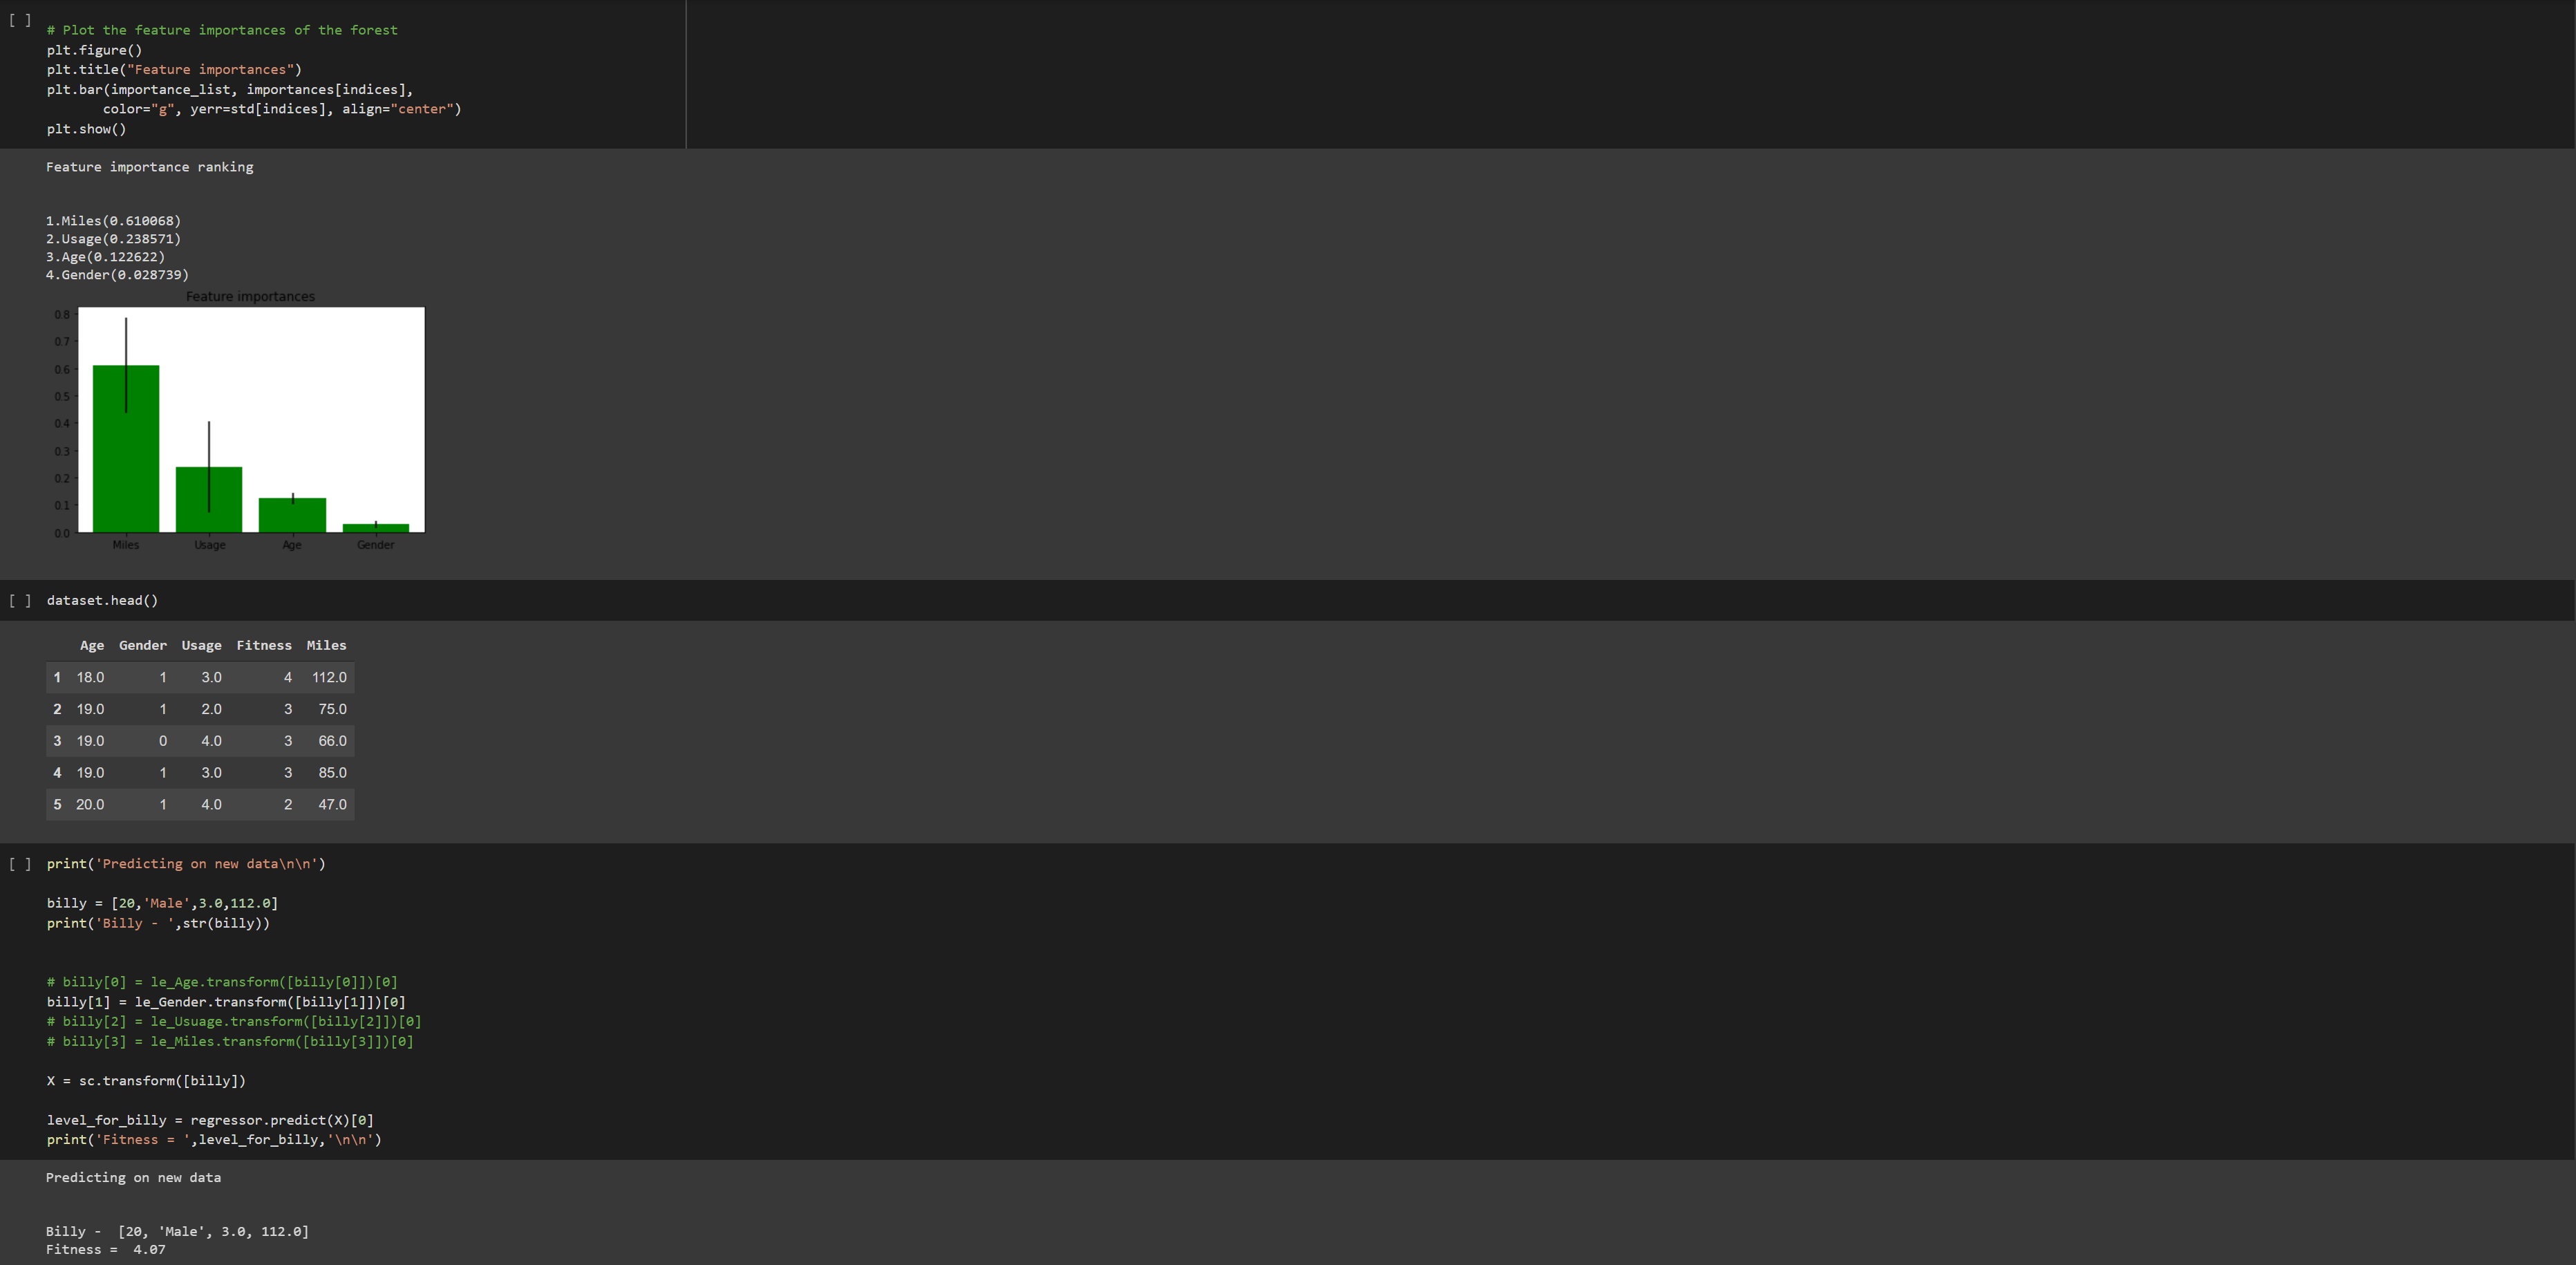 [ ]
# Plot the feature importances of the forest
plt.figure()
plt.title("Feature importances")
plt.bar(importance_list, importances[indices],
       color="g", yerr=std[indices], align="center")
plt.show()
Feature importance ranking
1.Miles(0.610068)
2.Usage(0.238571)
3.Age(0.122622)
4.Gender(0.028739)
Feature importances
0.8
0.7
0.6
0.5
0.4
0.3
0.2
0.1
0.0
Miles Usage Age Gender
[ ] dataset.head()
Age Gender Usage Fitness Miles
1 18.0 1 3.0 4 112.0
2 19.0 1 2.0 3 75.0
3 19.0 0 4.0 3 66.0
4 19.0 1 3.0 3 85.0
5 20.0 1 4.0 2 47.0
[ ] print('Predicting on new data\n\n')
billy = [20,'Male',3.0,112.0]
print('Billy - ',str(billy))
# billy[0] = le_Age.transform([billy[0]])[0]
billy[1] = le_Gender.transform([billy[1]])[0]
# billy[2] = le_Usuage.transform([billy[2]])[0]
# billy[3] = le_Miles.transform([billy[3]])[0]
X = sc.transform([billy])
level_for_billy = regressor.predict(X)[0]
print('Fitness = ',level_for_billy,'\n\n')
Predicting on new data
Billy -  [20, 'Male', 3.0, 112.0]
Fitness =  4.07